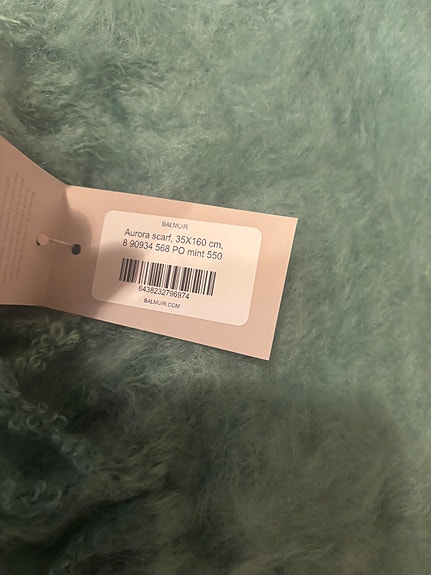 BALMUIR
Aurora scarf, 35X160 cm,
8 90934 568 PO mint 550
6438232796974
BALMUIR.COM